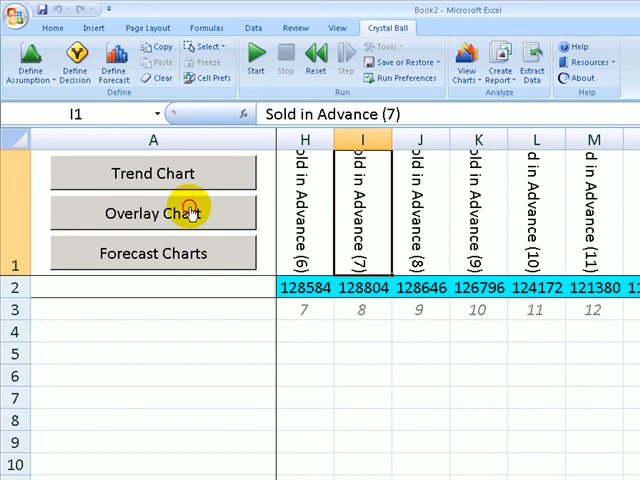 Book2 - Microsoft Excel
Home Insert Page Layout Formulas Data Review View Crystal Ball
Define Assumption
Define Decision
Define Forecast
Copy
Paste
Clear
Select
Freeze
Cell Prefs
Define
Start
Stop
Reset
Step
Tools
Save or Restore
Run Preferences
Run
View Charts
Create Report
Extract Data
Analyze
Help
Resources
About
Help
I1
fx
Sold in Advance (7)
A H I J K L M
1
Trend Chart
Overlay Chart
Forecast Charts
old in Advance (6)
old in Advance (7)
old in Advance (8)
old in Advance (9)
d in Advance (10)
d in Advance (11)
2 128584 128804 128646 126796 124172 121380 11
3 7 8 9 10 11 12
4
5
6
7
8
9
10